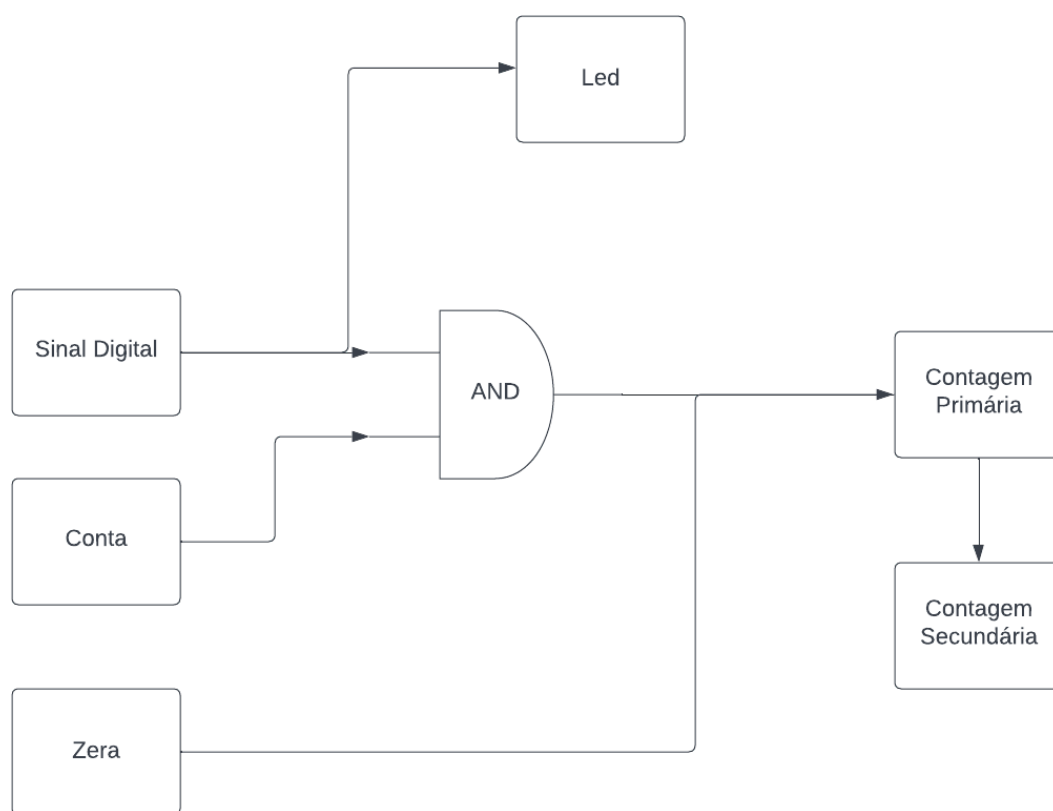 Led
Sinal Digital
AND
Contagem
Primária
Conta
Contagem
Secundária
Zera